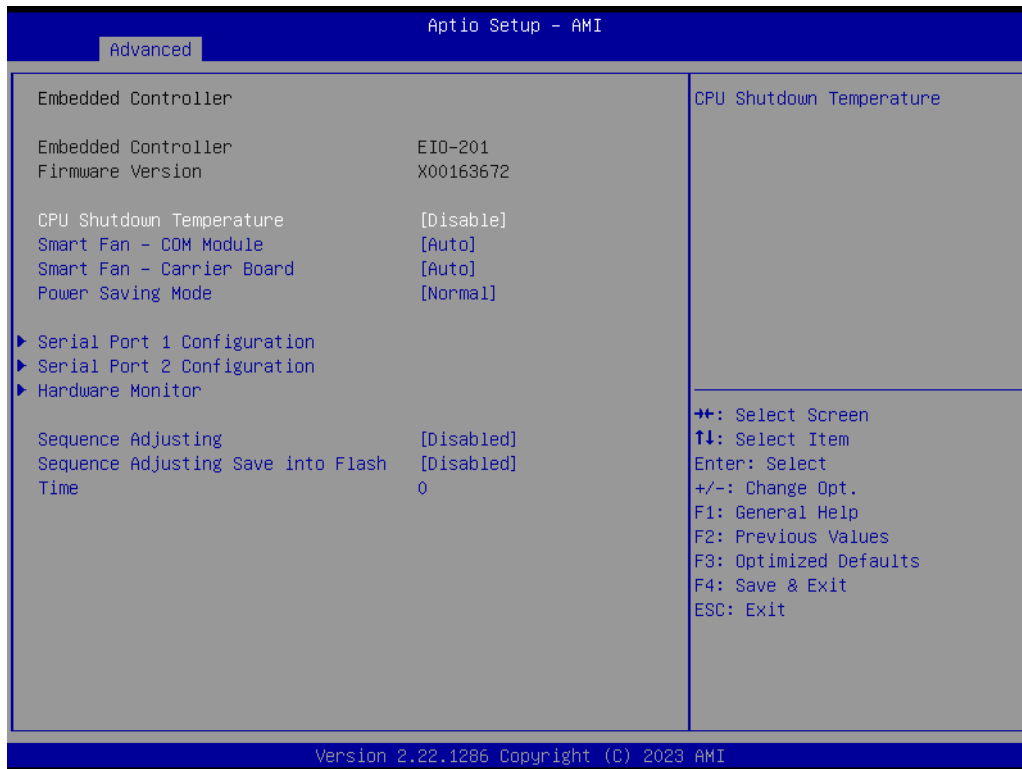 Aptio Setup – AMI
Advanced
Embedded Controller
Embedded Controller EIO-201
Firmware Version X00163672
CPU Shutdown Temperature [Disable]
Smart Fan – COM Module [Auto]
Smart Fan – Carrier Board [Auto]
Power Saving Mode [Normal]
Serial Port 1 Configuration
Serial Port 2 Configuration
Hardware Monitor
Sequence Adjusting [Disabled]
Sequence Adjusting Save into Flash [Disabled]
Time 0
CPU Shutdown Temperature
→←: Select Screen
↑↓: Select Item
Enter: Select
+/-: Change Opt.
F1: General Help
F2: Previous Values
F3: Optimized Defaults
F4: Save & Exit
ESC: Exit
Version 2.22.1286 Copyright (C) 2023 AMI